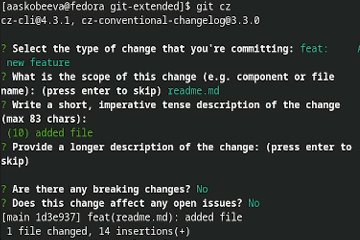 [aaskobeeva@fedora git-extended]$ git cz
cz-cli@4.3.1, cz-conventional-changelog@3.3.0
? Select the type of change that you're committing: feat:     A
 new feature
? What is the scope of this change (e.g. component or file
name): (press enter to skip) readme.md
? Write a short, imperative tense description of the change
(max 83 chars):
 (10) added file
? Provide a longer description of the change: (press enter to
skip)
? Are there any breaking changes? No
? Does this change affect any open issues? No
[main 1d3e937] feat(readme.md): added file
 1 file changed, 14 insertions(+)